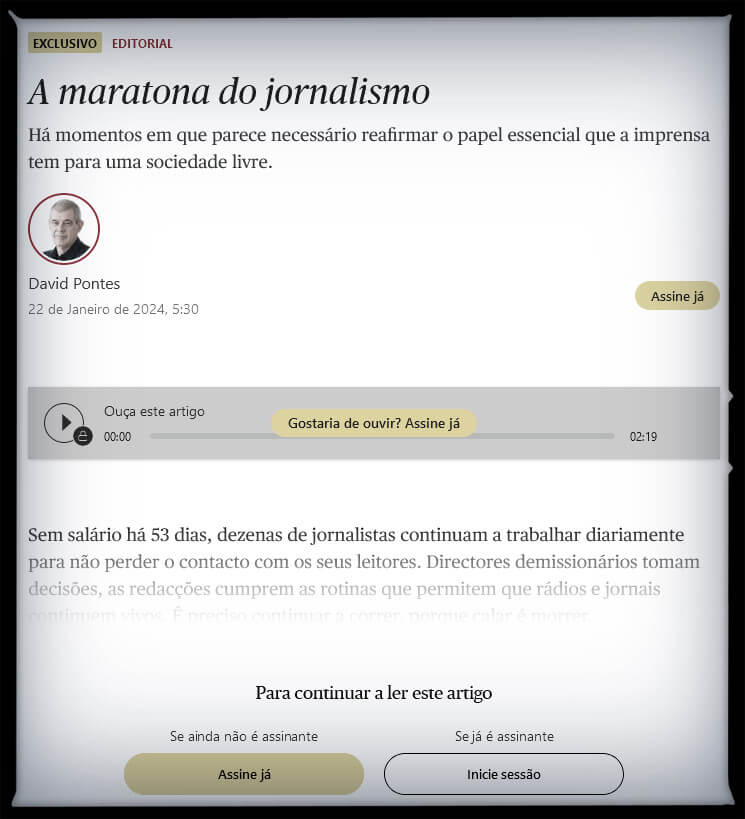 EXCLUSIVO EDITORIAL
A maratona do jornalismo
Há momentos em que parece necessário reafirmar o papel essencial que a imprensa
tem para uma sociedade livre.
David Pontes
22 de Janeiro de 2024, 5:30
Assine já
Ouça este artigo
Gostaria de ouvir? Assine já
00:00
02:19
Sem salário há 53 dias, dezenas de jornalistas continuam a trabalhar diariamente
para não perder o contacto com os seus leitores. Directores demissionários tomam
decisões, as redacções cumprem as rotinas que permitem que rádios e jornais
continuem vivos. É preciso continuar a correr, porque calar é morrer.
Para continuar a ler este artigo
Se ainda não é assinante
Se já é assinante
Assine já
Inicie sessão